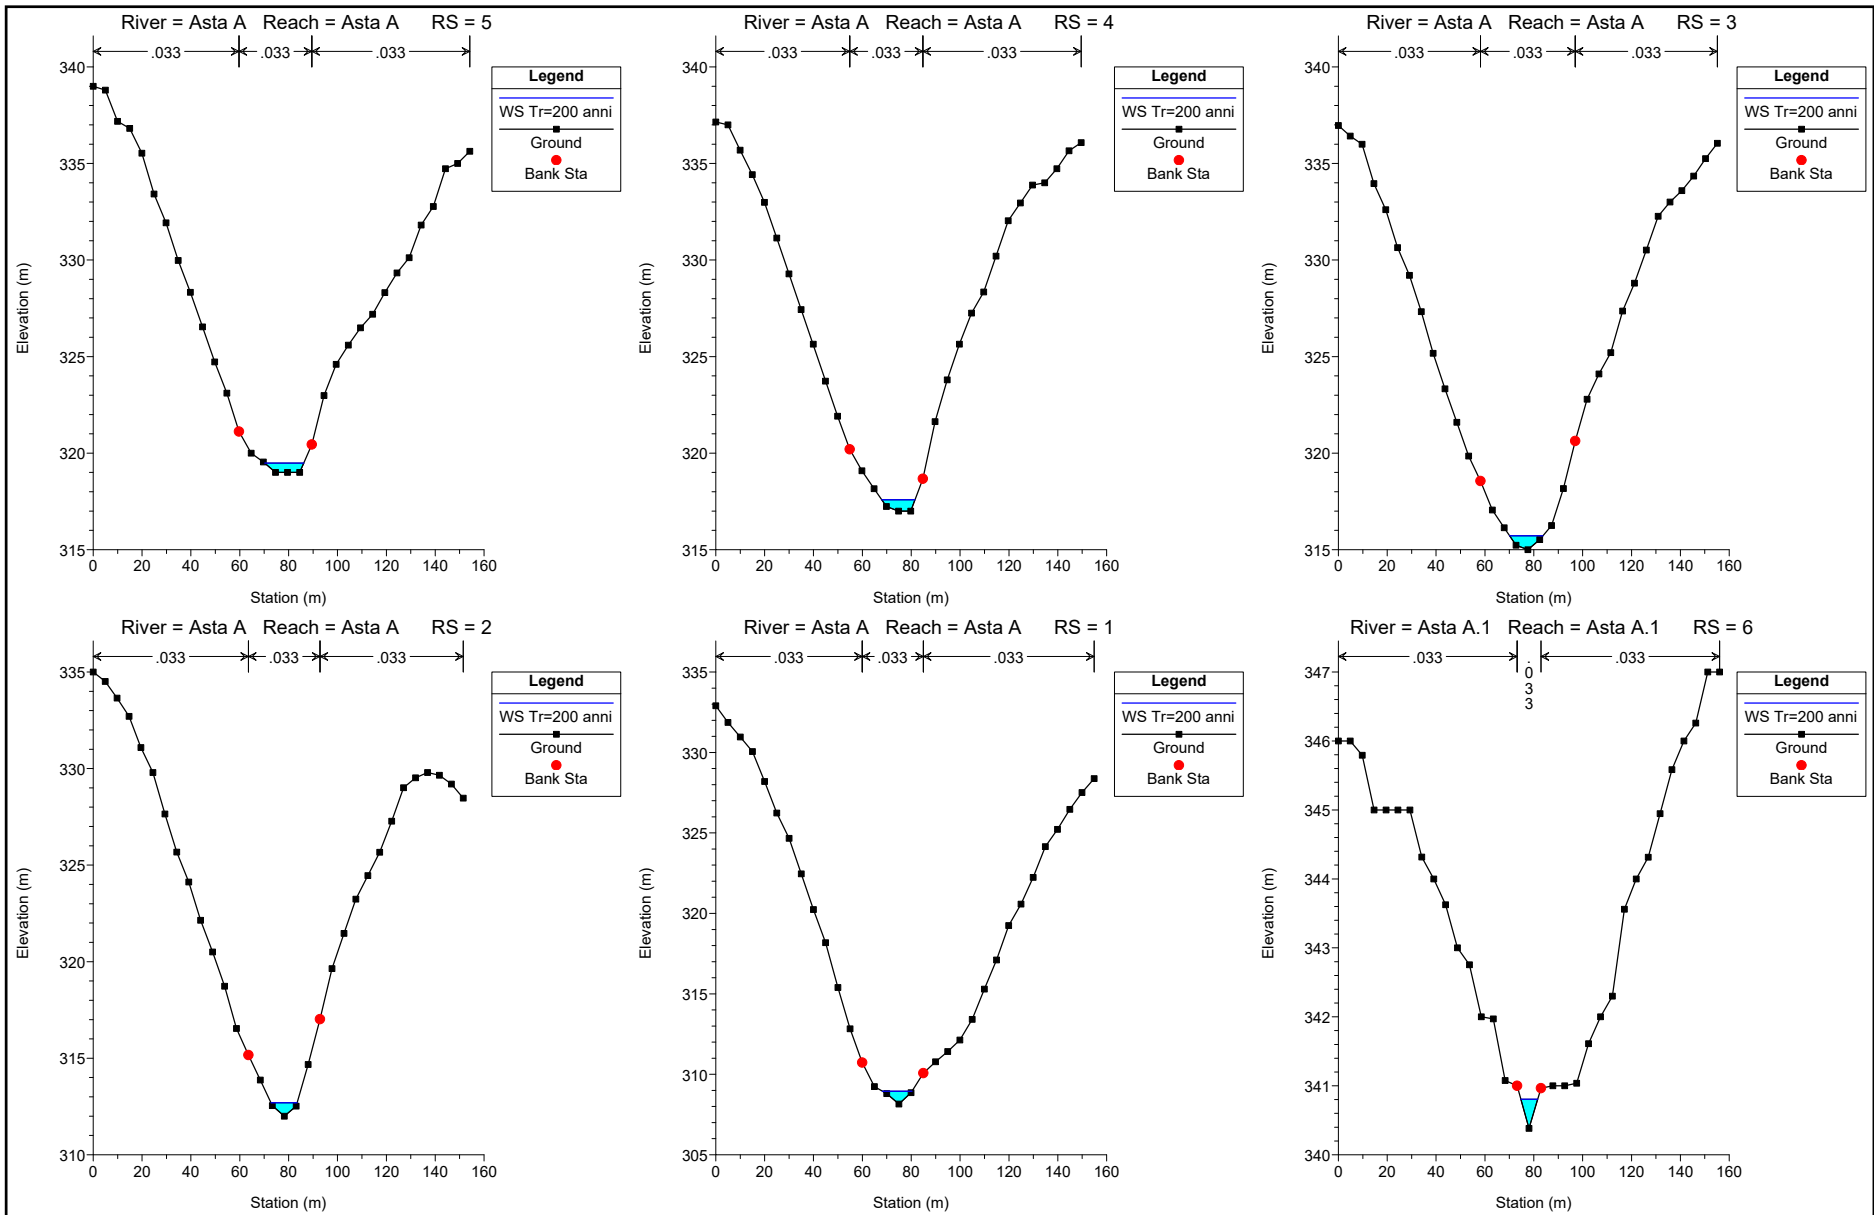 River = Asta A Reach = Asta A RS = 5
.033 .033 .033
Legend
WS Tr=200 anni
Ground
Bank Sta
Elevation (m)
340
335
330
325
320
315
0 20 40 60 80 100 120 140 160
Station (m)
River = Asta A Reach = Asta A RS = 4
.033 .033 .033
Legend
WS Tr=200 anni
Ground
Bank Sta
Elevation (m)
340
335
330
325
320
315
0 20 40 60 80 100 120 140 160
Station (m)
River = Asta A Reach = Asta A RS = 3
.033 .033 .033
Legend
WS Tr=200 anni
Ground
Bank Sta
Elevation (m)
340
335
330
325
320
315
0 20 40 60 80 100 120 140 160
Station (m)
River = Asta A Reach = Asta A RS = 2
.033 .033 .033
Legend
WS Tr=200 anni
Ground
Bank Sta
Elevation (m)
335
330
325
320
315
310
0 20 40 60 80 100 120 140 160
Station (m)
River = Asta A Reach = Asta A RS = 1
.033 .033 .033
Legend
WS Tr=200 anni
Ground
Bank Sta
Elevation (m)
335
330
325
320
315
310
305
0 20 40 60 80 100 120 140 160
Station (m)
River = Asta A.1 Reach = Asta A.1 RS = 6
.033 .033 .033
Legend
WS Tr=200 anni
Ground
Bank Sta
Elevation (m)
347
346
345
344
343
342
341
340
0 20 40 60 80 100 120 140 160
Station (m)